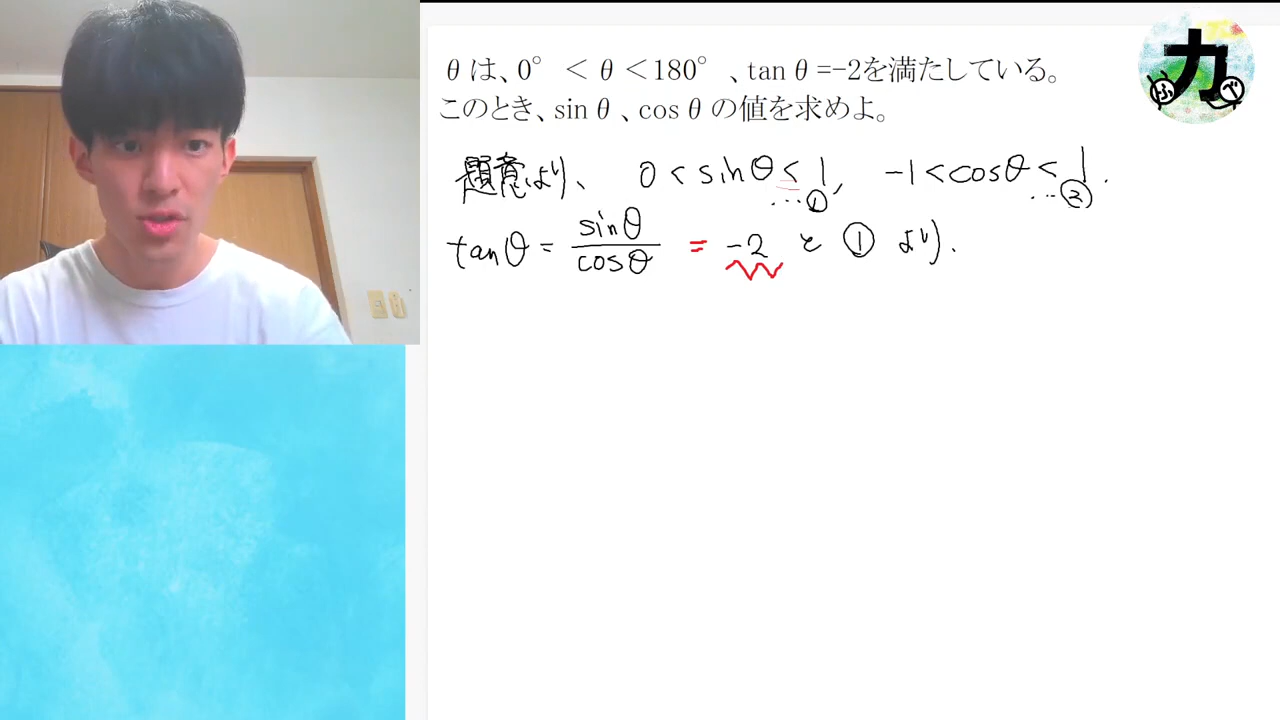 θは、0°＜θ＜180°、tanθ=-2を満たしている。
このとき、sinθ、cosθの値を求めよ。
題意より、 0 < sinθ ≦ 1, -1 < cosθ < 1.
…① …②
tanθ = sinθ/cosθ = -2 と ① より.
力
ふ べ